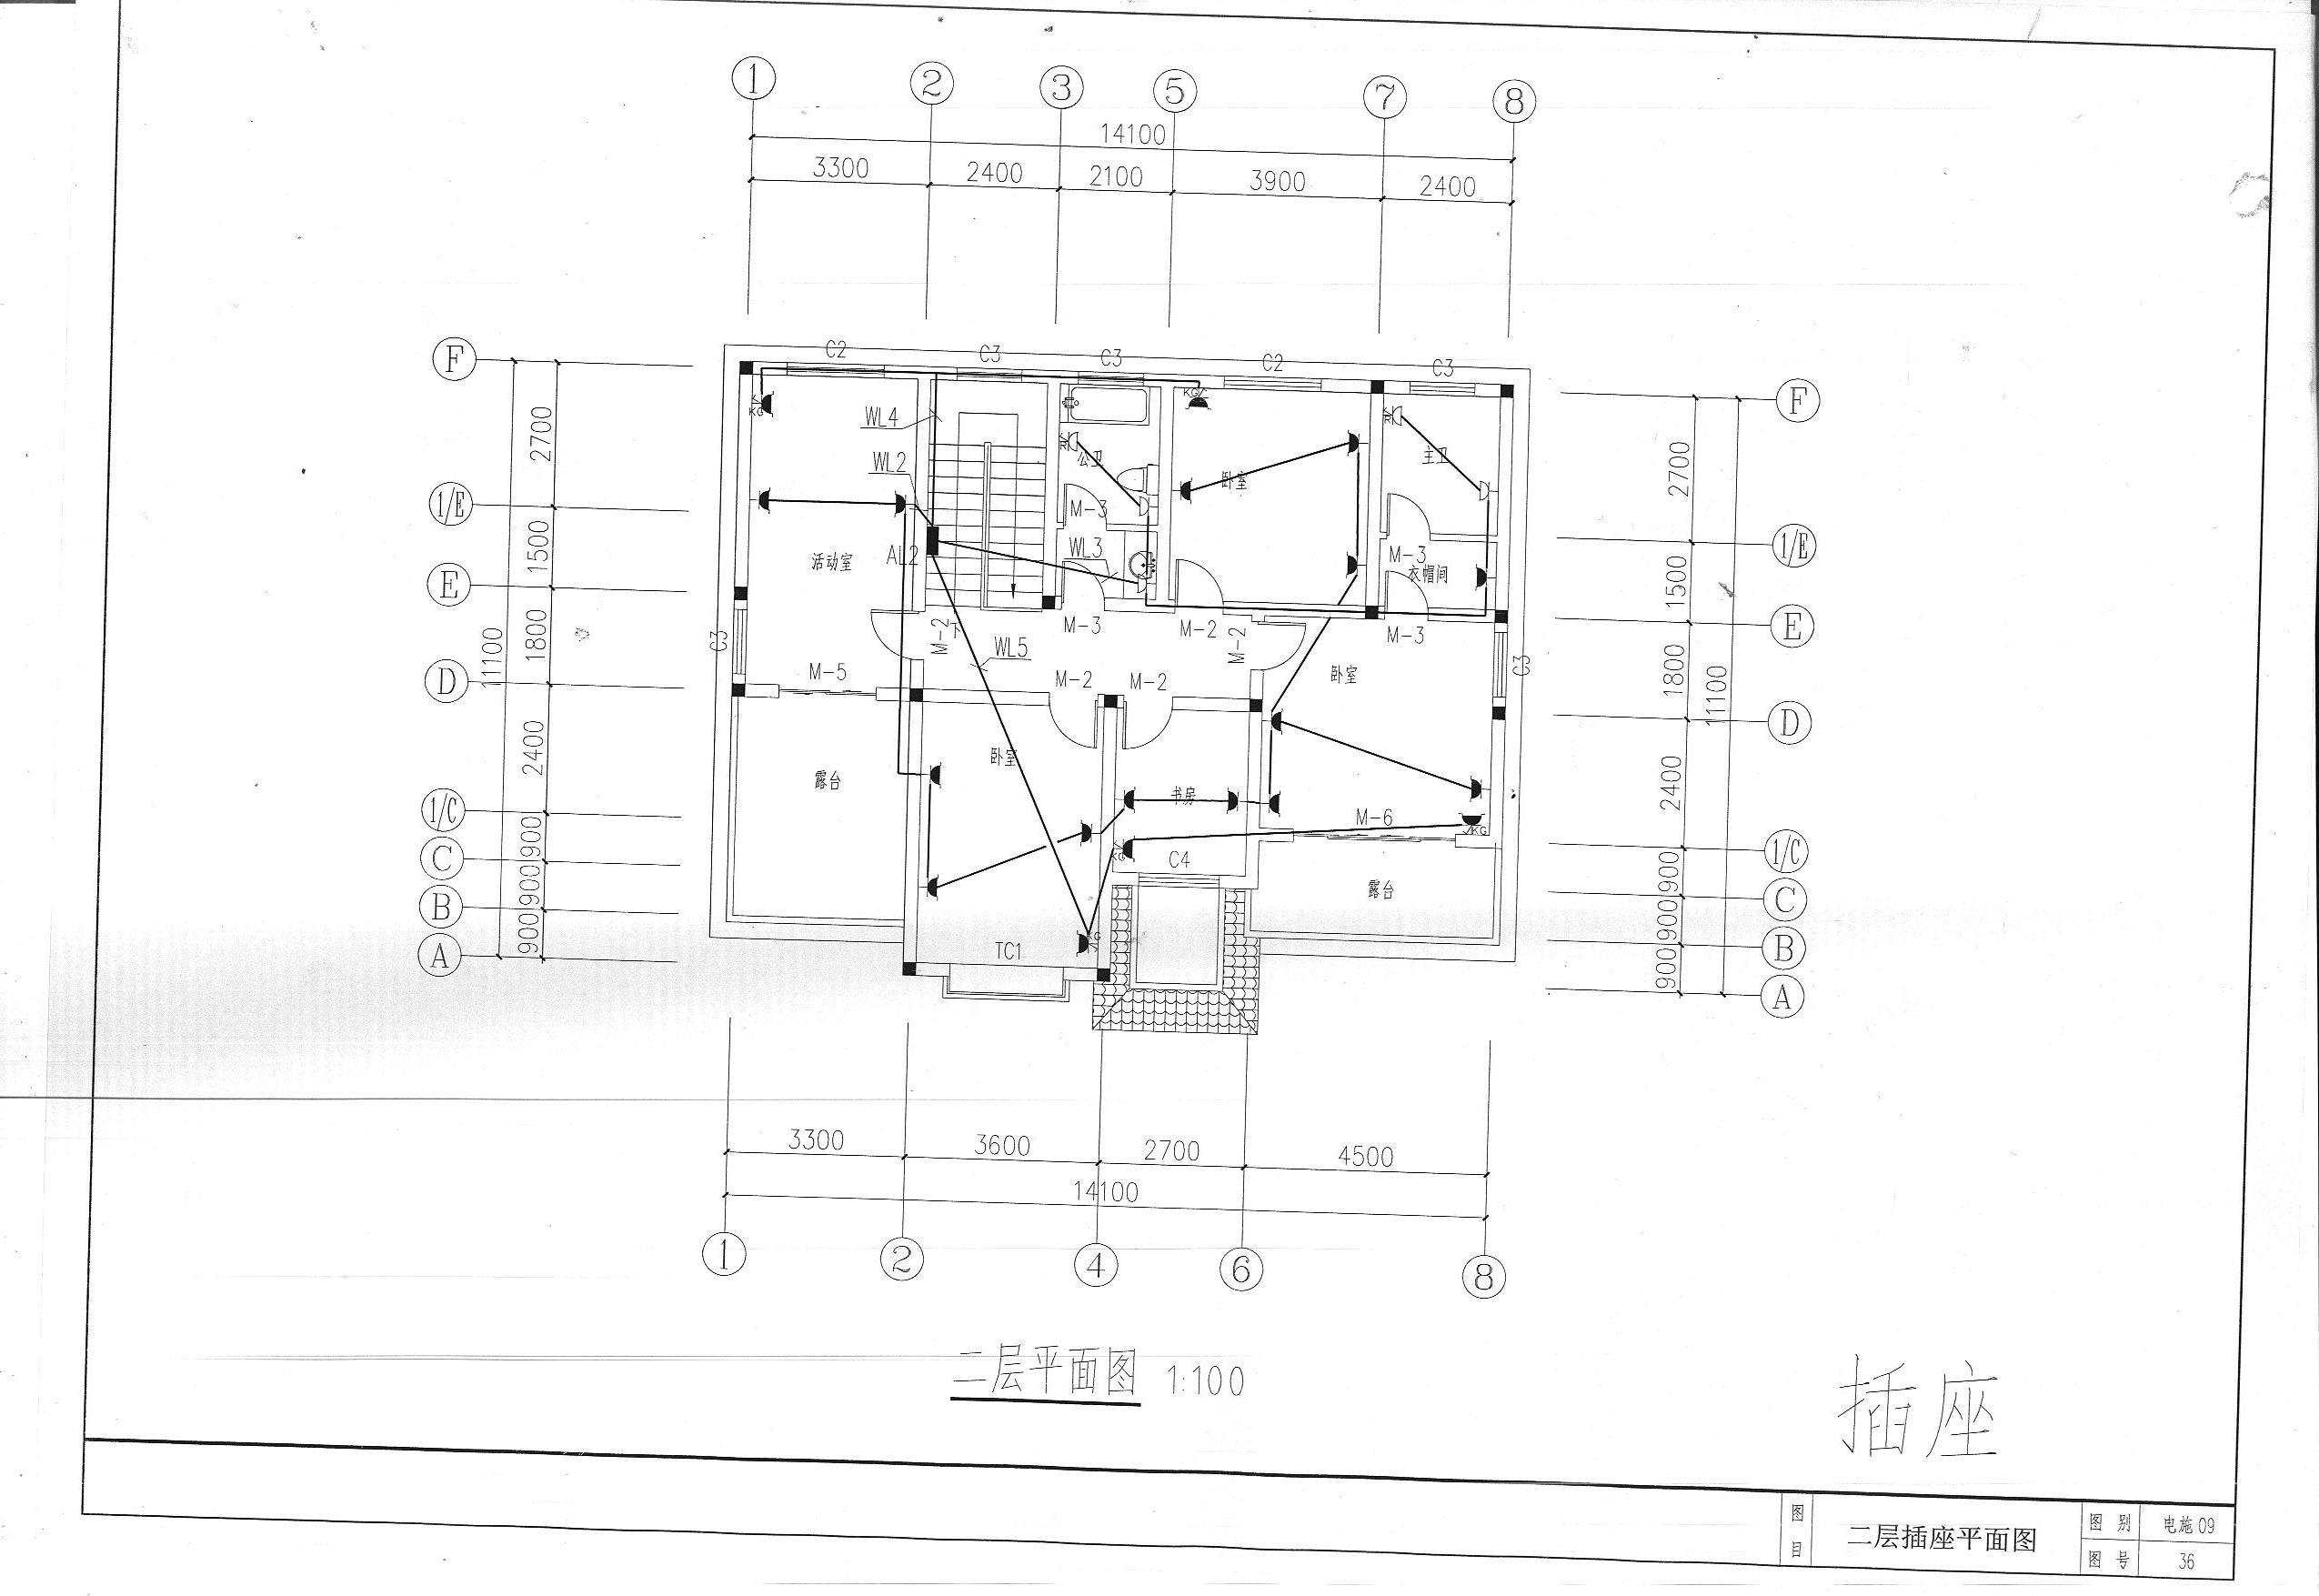 1 2 3 5 7 8
14100
3300 2400 2100 3900 2400
F 1/E E D 1/C C B A
2700 1500 1800 2400 900 900 900
11100
C2 C3 C3 C2 C3
KG KG
WL4
R R
公卫 主卫
WL2 卧室
M-3
AL2 WL3 M-3
活动室 衣帽间
M-2 下 M-3 M-2 M-2 M-3
C3 WL5 C3
M-5 M-2 M-2 卧室
卧室
露台 书房
M-6
KG KG
C4
露台
KG
TC1
F 1/E E D 1/C C B A
2700 1500 1800 2400 900 900 900
11100
3300 3600 2700 4500
14100
1 2 4 6 8
二层平面图 1:100
插座
图目 二层插座平面图 图别 电施09
图号 36